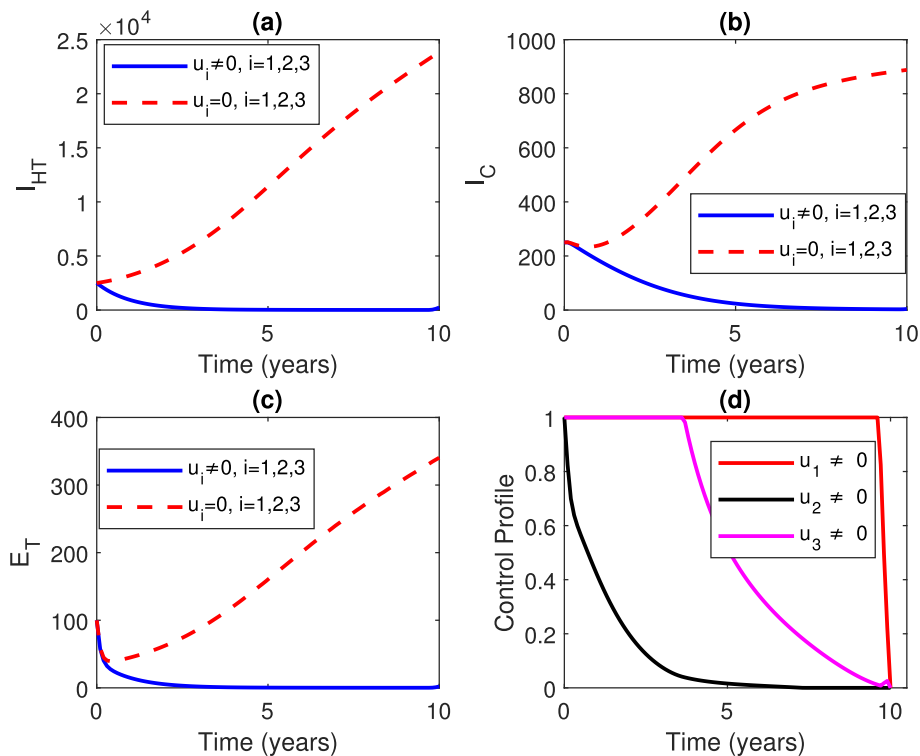 (a)
×10⁴
2.5
2
1.5
1
0.5
0
0
5
10
I_HT
Time (years)
u_i≠0, i=1,2,3
u_i=0, i=1,2,3
(b)
1000
800
600
400
200
0
0
5
10
I_C
Time (years)
u_i≠0, i=1,2,3
u_i=0, i=1,2,3
(c)
400
300
200
100
0
0
5
10
E_T
Time (years)
u_i≠0, i=1,2,3
u_i=0, i=1,2,3
(d)
1
0.8
0.6
0.4
0.2
0
0
5
10
Control Profile
Time (years)
u_1 ≠ 0
u_2 ≠ 0
u_3 ≠ 0